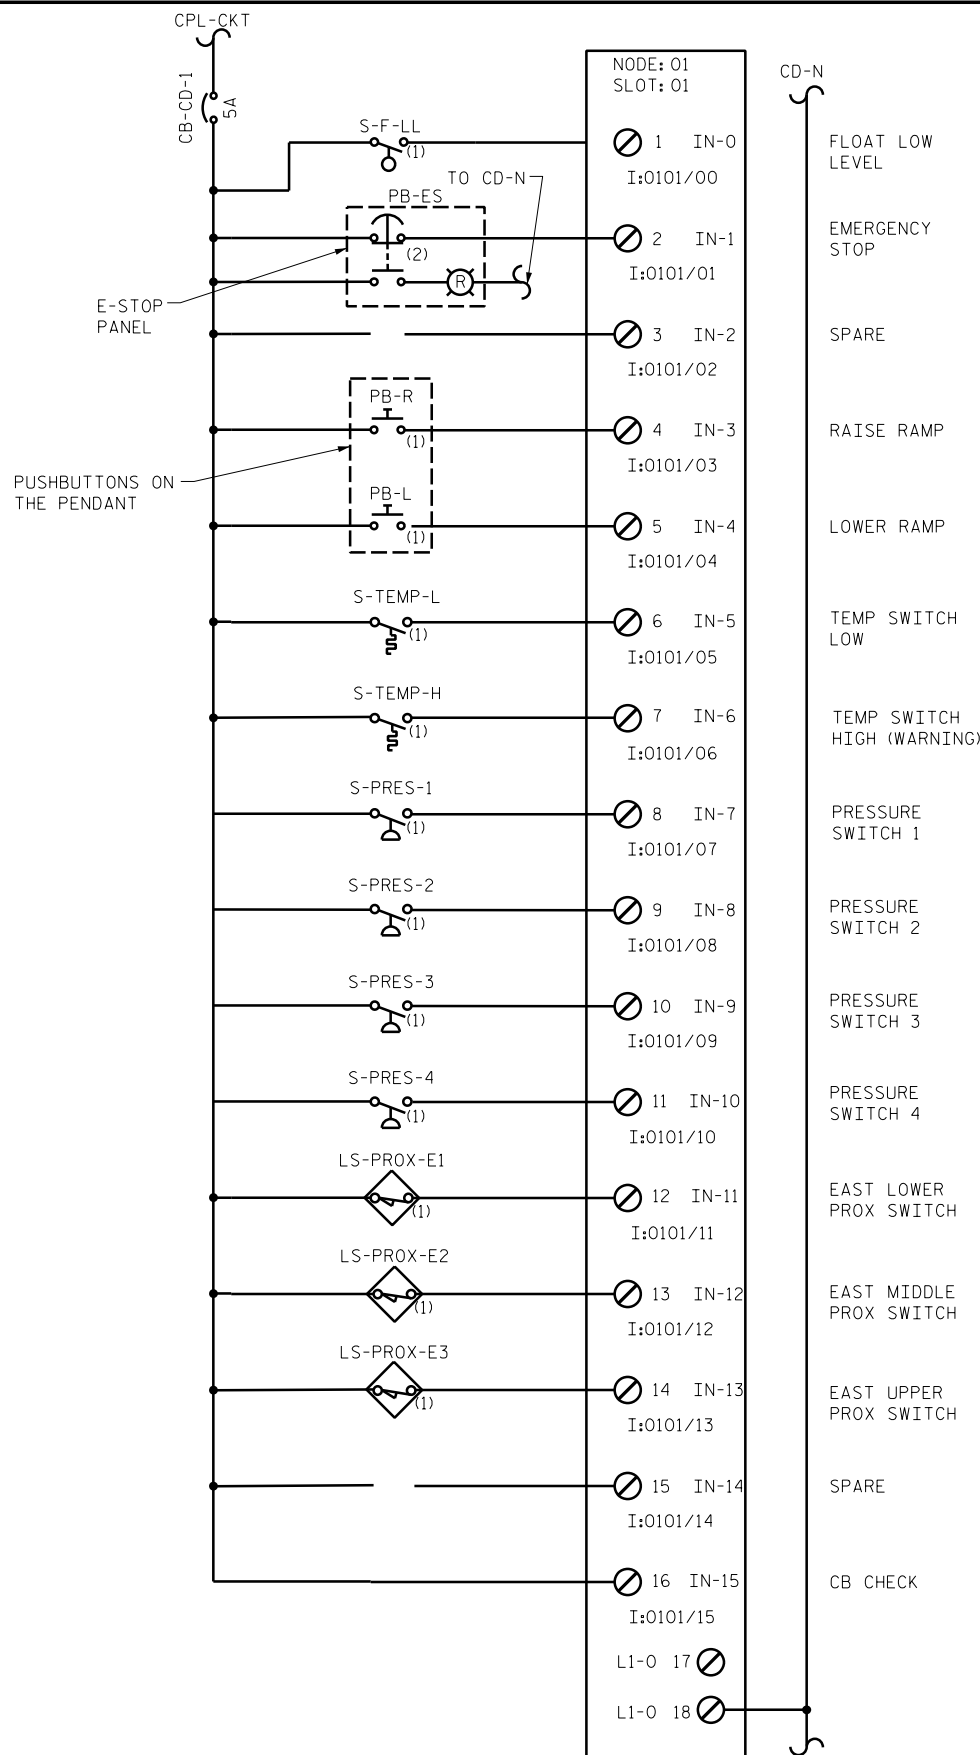 CPL-CKT
CB-CD-1
5A
NODE: 01
SLOT: 01
CD-N
S-F-LL
(1)
1 IN-0
I:0101/00
FLOAT LOW
LEVEL
TO CD-N
PB-ES
(2)
2 IN-1
I:0101/01
EMERGENCY
STOP
R
E-STOP
PANEL
3 IN-2
I:0101/02
SPARE
PB-R
(1)
4 IN-3
I:0101/03
RAISE RAMP
PUSHBUTTONS ON
THE PENDANT
PB-L
(1)
5 IN-4
I:0101/04
LOWER RAMP
S-TEMP-L
(1)
6 IN-5
I:0101/05
TEMP SWITCH
LOW
S-TEMP-H
(1)
7 IN-6
I:0101/06
TEMP SWITCH
HIGH (WARNING)
S-PRES-1
(1)
8 IN-7
I:0101/07
PRESSURE
SWITCH 1
S-PRES-2
(1)
9 IN-8
I:0101/08
PRESSURE
SWITCH 2
S-PRES-3
(1)
10 IN-9
I:0101/09
PRESSURE
SWITCH 3
S-PRES-4
(1)
11 IN-10
I:0101/10
PRESSURE
SWITCH 4
LS-PROX-E1
(1)
12 IN-11
I:0101/11
EAST LOWER
PROX SWITCH
LS-PROX-E2
(1)
13 IN-12
I:0101/12
EAST MIDDLE
PROX SWITCH
LS-PROX-E3
(1)
14 IN-13
I:0101/13
EAST UPPER
PROX SWITCH
15 IN-14
I:0101/14
SPARE
16 IN-15
I:0101/15
CB CHECK
L1-0 17
L1-0 18